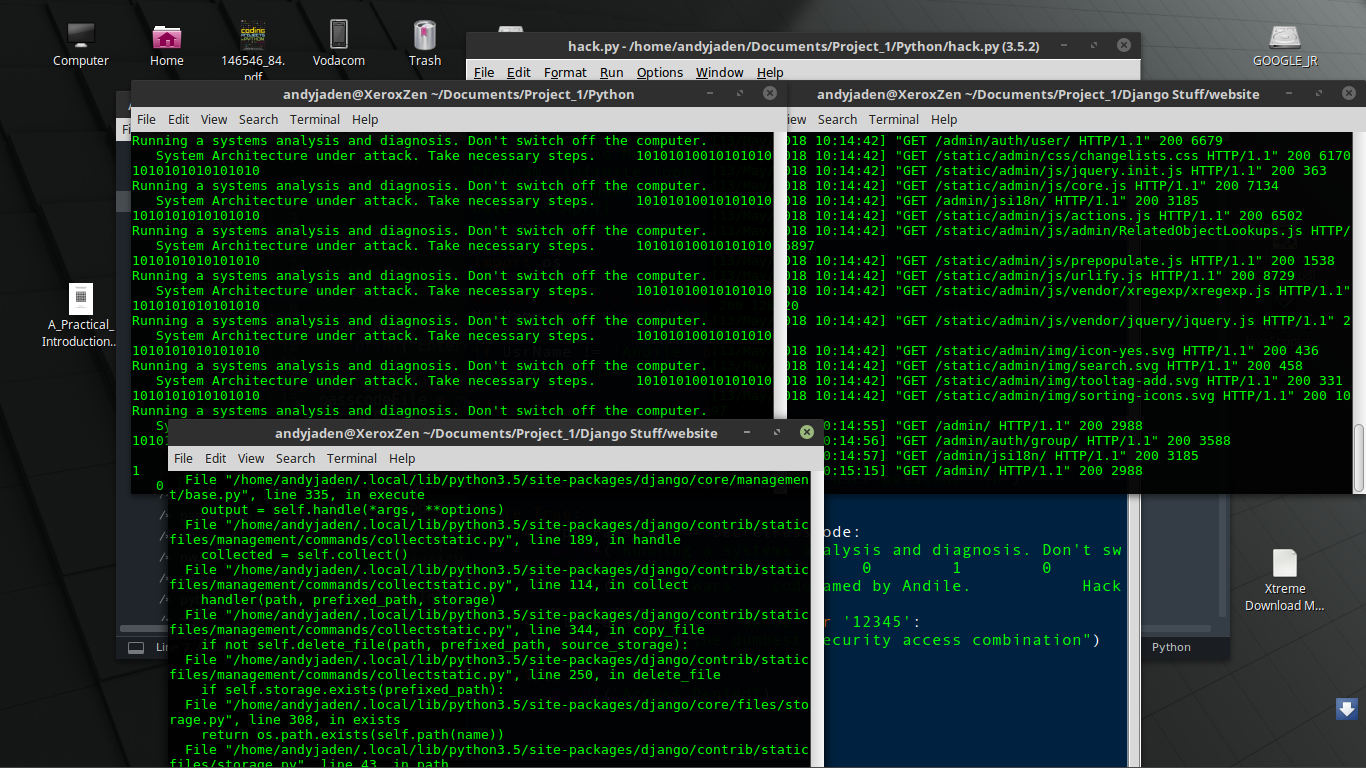 Computer
Home
146546_84.
pdf
Vodacom
Trash
GOOGLE_JR
A_Practical_
Introduction...
Xtreme
Download M...
hack.py - /home/andyjaden/Documents/Project_1/Python/hack.py (3.5.2)
File Edit Format Run Options Window Help
andyjaden@XeroxZen ~/Documents/Project_1/Python
File Edit View Search Terminal Help
Running a systems analysis and diagnosis. Don't switch off the computer.
System Architecture under attack. Take necessary steps. 10101010010101010
1010101010101010
Running a systems analysis and diagnosis. Don't switch off the computer.
System Architecture under attack. Take necessary steps. 10101010010101010
1010101010101010
Running a systems analysis and diagnosis. Don't switch off the computer.
System Architecture under attack. Take necessary steps. 10101010010101010
1010101010101010
Running a systems analysis and diagnosis. Don't switch off the computer.
System Architecture under attack. Take necessary steps. 10101010010101010
1010101010101010
Running a systems analysis and diagnosis. Don't switch off the computer.
System Architecture under attack. Take necessary steps. 10101010010101010
1010101010101010
Running a systems analysis and diagnosis. Don't switch off the computer.
System Architecture under attack. Take necessary steps. 10101010010101010
1010101010101010
Running a systems analysis and diagnosis. Don't switch off the computer.
Sy
1010
1
0
andyjaden@XeroxZen ~/Documents/Project_1/Django Stuff/website
iew Search Terminal Help
018 10:14:42] "GET /admin/auth/user/ HTTP/1.1" 200 6679
018 10:14:42] "GET /static/admin/css/changelists.css HTTP/1.1" 200 6170
018 10:14:42] "GET /static/admin/js/jquery.init.js HTTP/1.1" 200 363
018 10:14:42] "GET /static/admin/js/core.js HTTP/1.1" 200 7134
018 10:14:42] "GET /admin/jsi18n/ HTTP/1.1" 200 3185
018 10:14:42] "GET /static/admin/js/actions.js HTTP/1.1" 200 6502
018 10:14:42] "GET /static/admin/js/admin/RelatedObjectLookups.js HTTP/
6897
018 10:14:42] "GET /static/admin/js/prepopulate.js HTTP/1.1" 200 1538
018 10:14:42] "GET /static/admin/js/urlify.js HTTP/1.1" 200 8729
018 10:14:42] "GET /static/admin/js/vendor/xregexp/xregexp.js HTTP/1.1"
20
018 10:14:42] "GET /static/admin/js/vendor/jquery/jquery.js HTTP/1.1" 2
018 10:14:42] "GET /static/admin/img/icon-yes.svg HTTP/1.1" 200 436
018 10:14:42] "GET /static/admin/img/search.svg HTTP/1.1" 200 458
018 10:14:42] "GET /static/admin/img/tooltag-add.svg HTTP/1.1" 200 331
018 10:14:42] "GET /static/admin/img/sorting-icons.svg HTTP/1.1" 200 10
0:14:55] "GET /admin/ HTTP/1.1" 200 2988
0:14:56] "GET /admin/auth/group/ HTTP/1.1" 200 3588
0:14:57] "GET /admin/jsi18n/ HTTP/1.1" 200 3185
0:15:15] "GET /admin/ HTTP/1.1" 200 2988
andyjaden@XeroxZen ~/Documents/Project_1/Django Stuff/website
File Edit View Search Terminal Help
File "/home/andyjaden/.local/lib/python3.5/site-packages/django/core/managemen
t/base.py", line 335, in execute
output = self.handle(*args, **options)
File "/home/andyjaden/.local/lib/python3.5/site-packages/django/contrib/static
files/management/commands/collectstatic.py", line 189, in handle
collected = self.collect()
File "/home/andyjaden/.local/lib/python3.5/site-packages/django/contrib/static
files/management/commands/collectstatic.py", line 114, in collect
handler(path, prefixed_path, storage)
File "/home/andyjaden/.local/lib/python3.5/site-packages/django/contrib/static
files/management/commands/collectstatic.py", line 344, in copy_file
if not self.delete_file(path, prefixed_path, source_storage):
File "/home/andyjaden/.local/lib/python3.5/site-packages/django/contrib/static
files/management/commands/collectstatic.py", line 250, in delete_file
if self.storage.exists(prefixed_path):
File "/home/andyjaden/.local/lib/python3.5/site-packages/django/core/files/sto
rage.py", line 308, in exists
return os.path.exists(self.path(name))
File "/home/andyjaden/.local/lib/python3.5/site-packages/django/contrib/static
files/storage.py", line 43, in path
ode:
alysis and diagnosis. Don't sw
0 1 0
amed by Andile. Hack
r '12345':
ecurity access combination")
Lin
Python